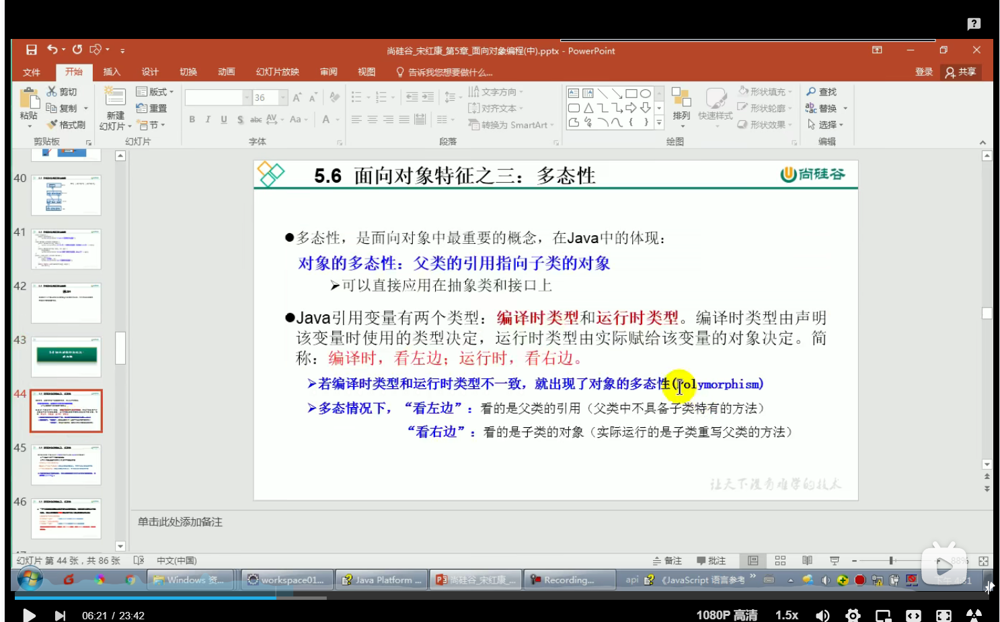 尚硅谷_宋红康_第5章_面向对象编程(中).pptx - PowerPoint
文件 开始 插入 设计 切换 动画 幻灯片放映 审阅 视图 告诉我您想要做什么... 登录 共享
剪切 版式 36 文字方向 形状填充 查找
复制 重置 对齐文本 形状轮廓 替换
粘贴 格式刷 新建 幻灯片 节 B I U S abc AV Aa A 转换为 SmartArt 排列 快速样式 形状效果 选择
剪贴板 幻灯片 字体 段落 绘图 编辑
40
41
42
43
44
45
46
5.6 面向对象特征之三：多态性
尚硅谷
●多态性，是面向对象中最重要的概念，在Java中的体现：
对象的多态性：父类的引用指向子类的对象
➢可以直接应用在抽象类和接口上
●Java引用变量有两个类型：编译时类型和运行时类型。编译时类型由声明
该变量时使用的类型决定，运行时类型由实际赋给该变量的对象决定。简
称：编译时，看左边；运行时，看右边。
➢若编译时类型和运行时类型不一致，就出现了对象的多态性(Polymorphism)
➢多态情况下，“看左边”：看的是父类的引用（父类中不具备子类特有的方法）
“看右边”：看的是子类的对象（实际运行的是子类重写父类的方法）
让天下没有难学的技术
单击此处添加备注
幻灯片 第 44 张，共 86 张 中文(中国) 备注 批注 88%
Windows 资... workspace01... Java Platform ... 尚硅谷_宋红康_... Recording... api 《JavaScript 语言参考 »
06:21 / 23:42 1080P 高清 1.5x